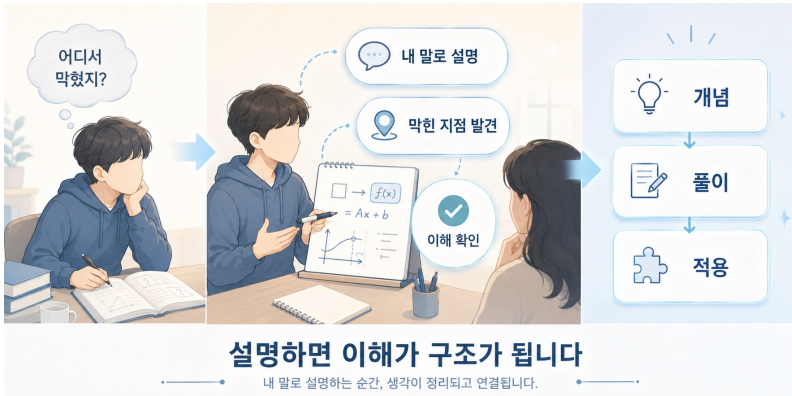 어디서
막혔지?
내 말로 설명
막힌 지점 발견
f(x)
= Ax + b
이해 확인
개념
풀이
적용
설명하면 이해가 구조가 됩니다
내 말로 설명하는 순간, 생각이 정리되고 연결됩니다.